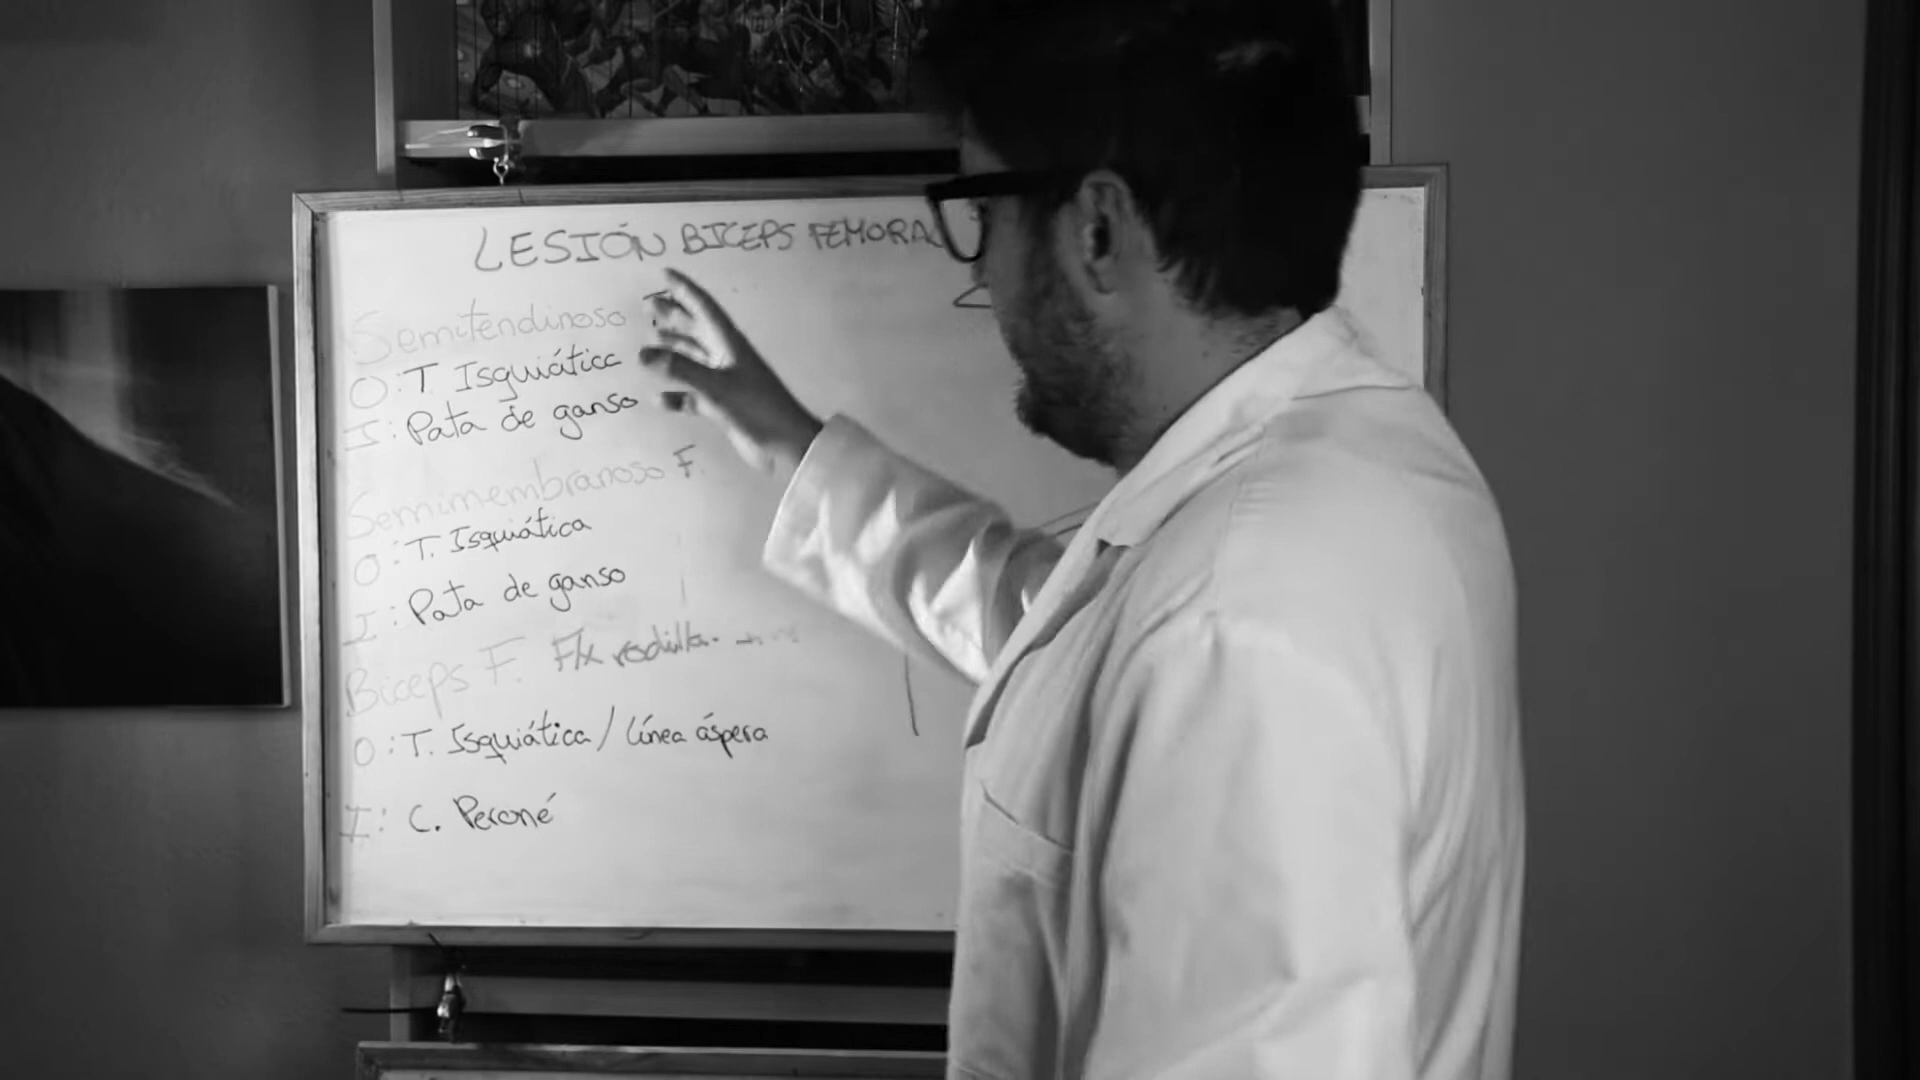 LESIÓN BICEPS FEMORAL
Semitendinoso
O: T Isquiática
I: Pata de ganso
Semimembranoso F.
O: T. Isquiática
I: Pata de ganso
Biceps F. Flx rodilla.
O: T. Isquiática / línea áspera
I: C. Peroné